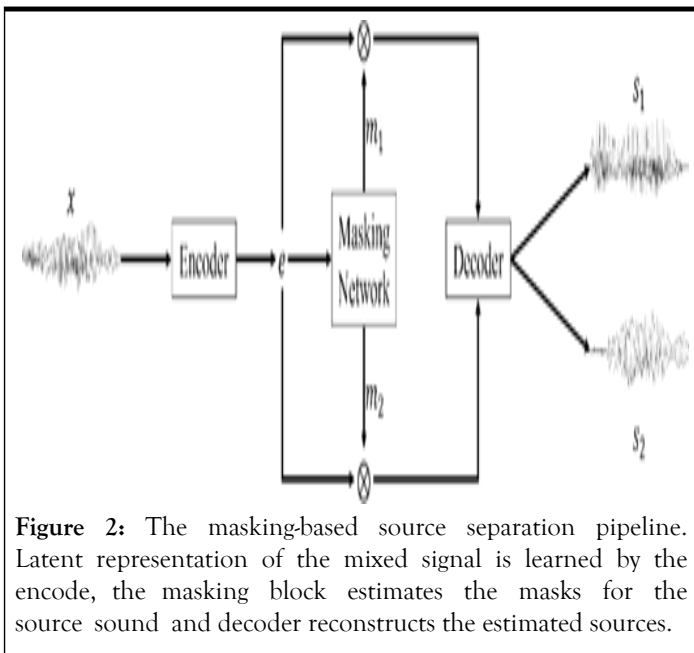 s₁
m₁
x
Encoder
e
Masking
Network
Decoder
m₂
s₂
Figure 2: The masking-based source separation pipeline.
Latent representation of the mixed signal is learned by the
encode, the masking block estimates the masks for the
source sound and decoder reconstructs the estimated sources.